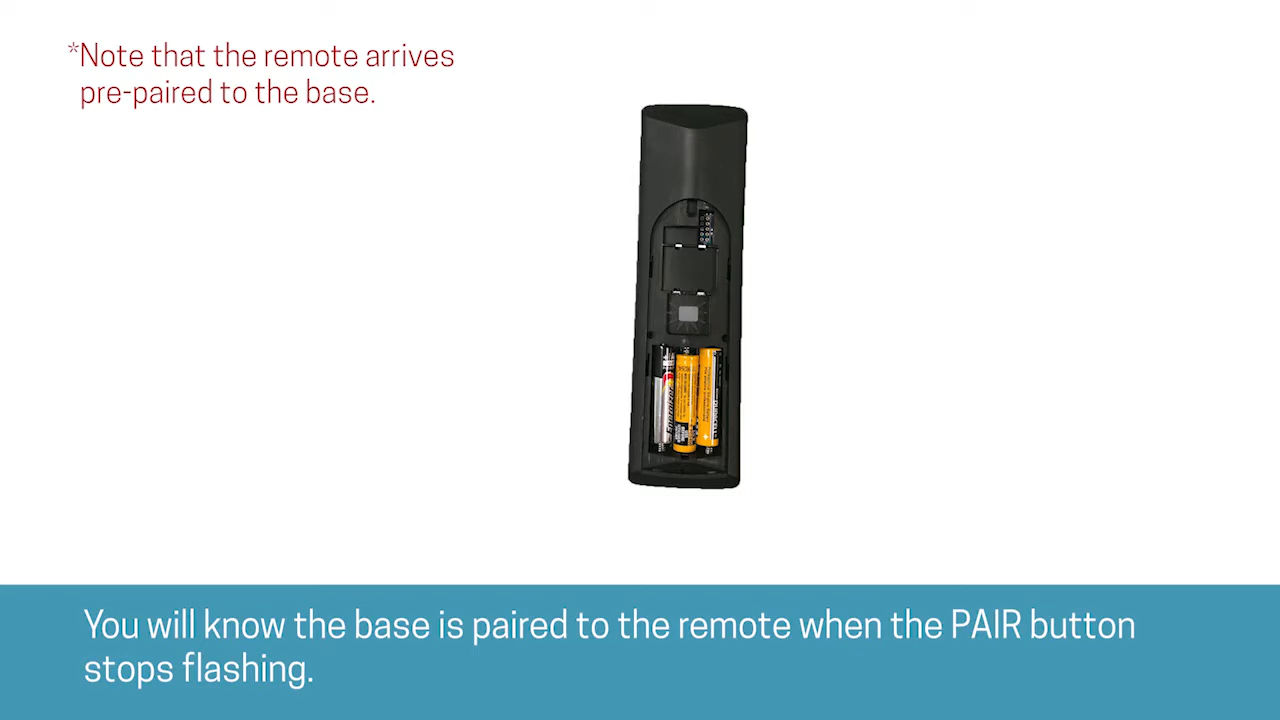 *Note that the remote arrives
pre-paired to the base.
DURACELL
You will know the base is paired to the remote when the PAIR button
stops flashing.